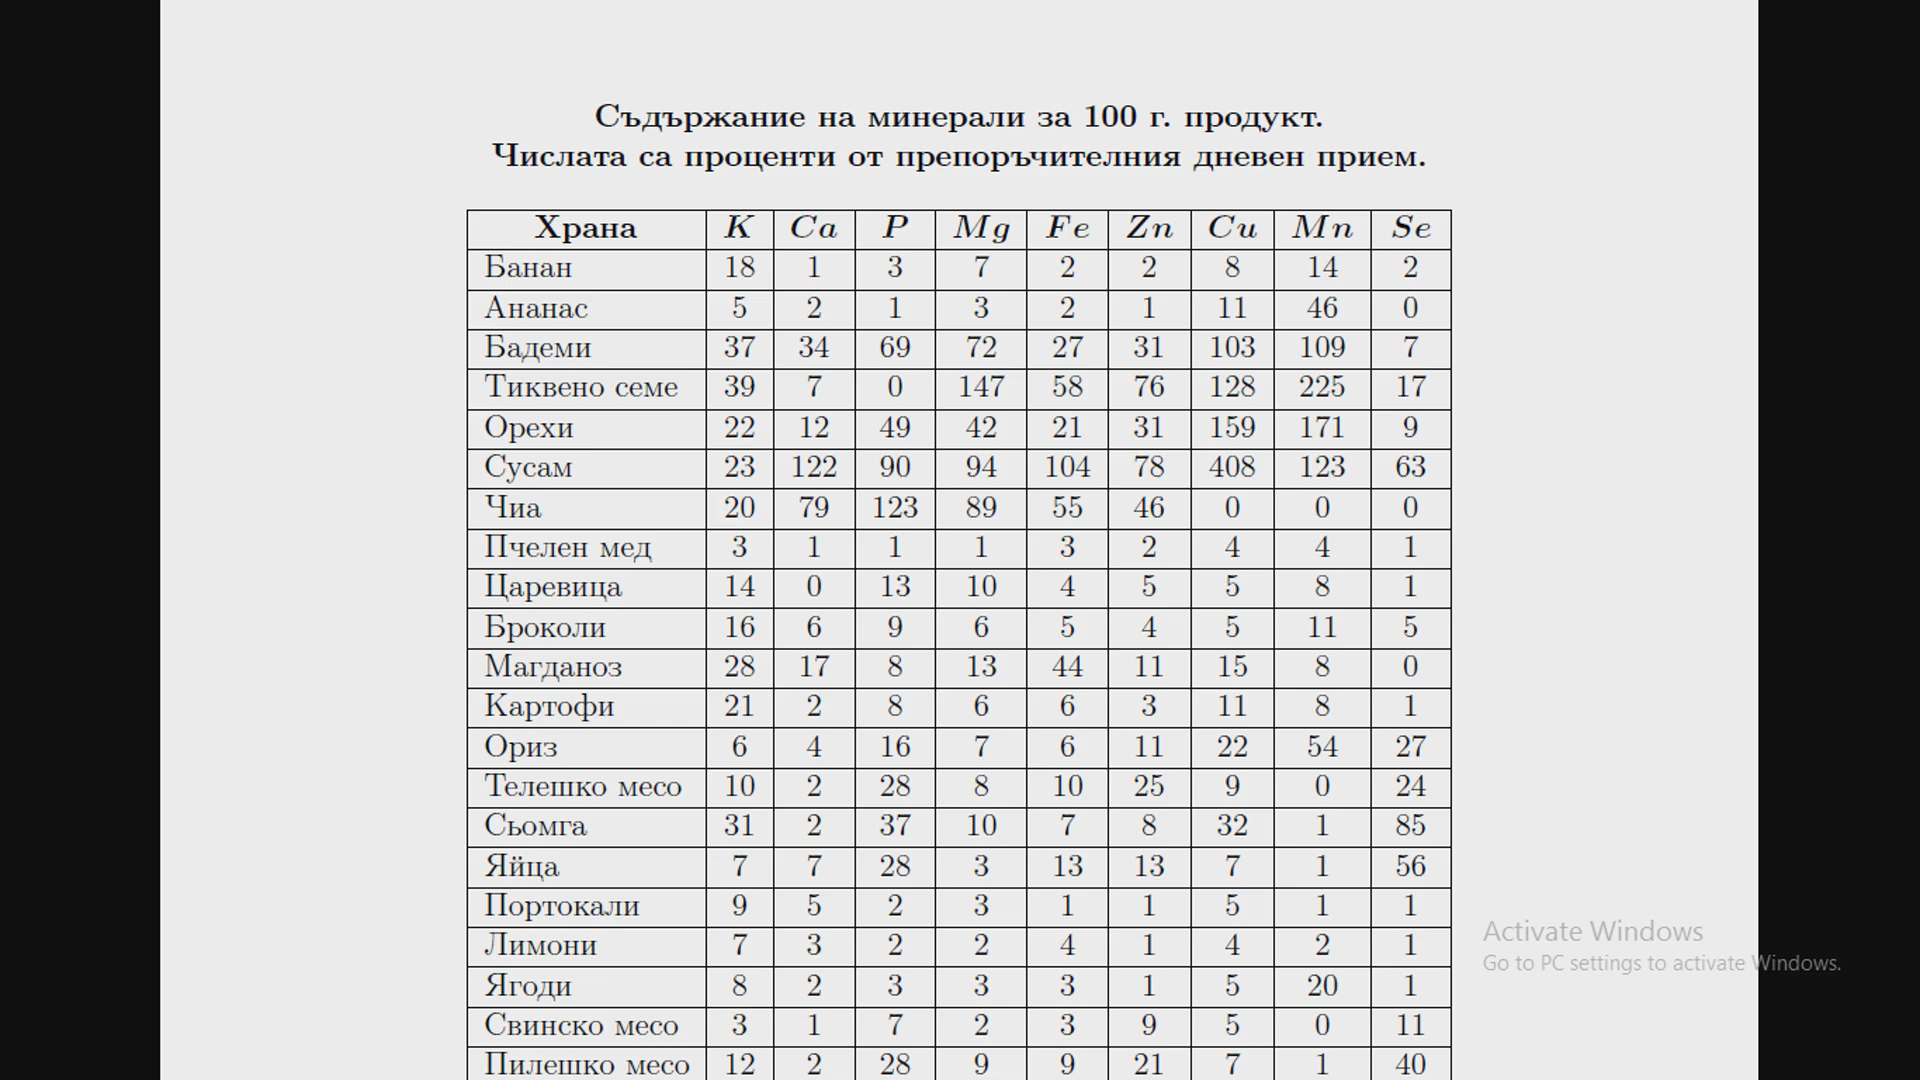 Съдържание на минерали за 100 г. продукт.
Числата са проценти от препоръчителния дневен прием.
Храна K Ca P Mg Fe Zn Cu Mn Se
Банан 18 1 3 7 2 2 8 14 2
Ананас 5 2 1 3 2 1 11 46 0
Бадеми 37 34 69 72 27 31 103 109 7
Тиквено семе 39 7 0 147 58 76 128 225 17
Орехи 22 12 49 42 21 31 159 171 9
Сусам 23 122 90 94 104 78 408 123 63
Чиа 20 79 123 89 55 46 0 0 0
Пчелен мед 3 1 1 1 3 2 4 4 1
Царевица 14 0 13 10 4 5 5 8 1
Броколи 16 6 9 6 5 4 5 11 5
Магданоз 28 17 8 13 44 11 15 8 0
Картофи 21 2 8 6 6 3 11 8 1
Ориз 6 4 16 7 6 11 22 54 27
Телешко месо 10 2 28 8 10 25 9 0 24
Сьомга 31 2 37 10 7 8 32 1 85
Яйца 7 7 28 3 13 13 7 1 56
Портокали 9 5 2 3 1 1 5 1 1
Лимони 7 3 2 2 4 1 4 2 1
Ягоди 8 2 3 3 3 1 5 20 1
Свинско месо 3 1 7 2 3 9 5 0 11
Пилешко месо 12 2 28 9 9 21 7 1 40
Activate Windows
Go to PC settings to activate Windows.